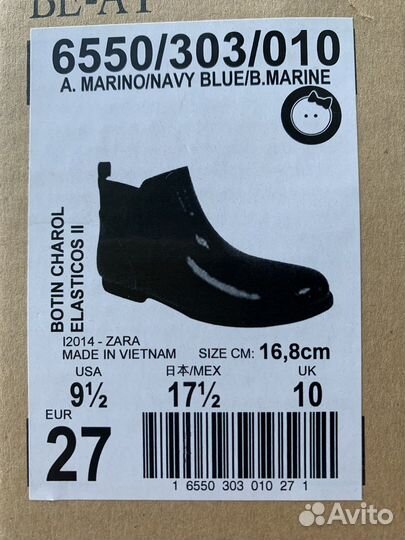 BL-AY
6550/303/010
A. MARINO/NAVY BLUE/B.MARINE
BOTIN CHAROL
ELASTICOS II
I2014 - ZARA
MADE IN VIETNAM
SIZE CM: 16,8cm
USA
9½
日本/MEX
17½
UK
10
EUR
27
1 6550 303 010 27 1
Avito